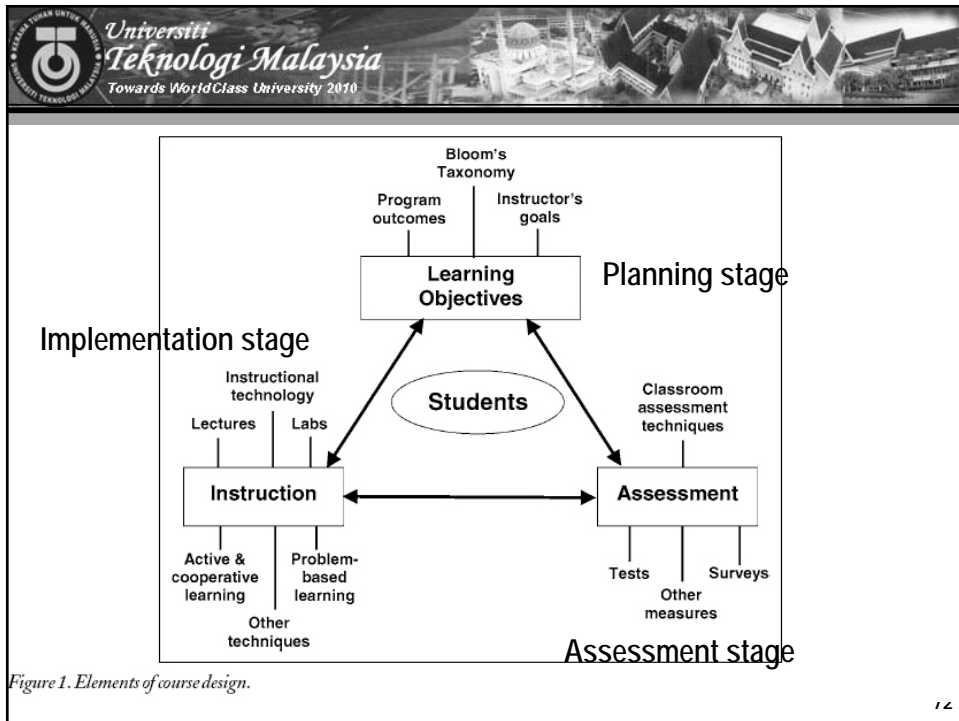 Universiti
Teknologi Malaysia
Towards WorldClass University 2010
Bloom's
Taxonomy
Program
outcomes
Instructor's
goals
Learning
Objectives
Planning stage
Implementation stage
Instructional
technology
Lectures
Labs
Students
Classroom
assessment
techniques
Instruction
Assessment
Active &
cooperative
learning
Problem-
based
learning
Other
techniques
Tests
Surveys
Other
measures
Assessment stage
Figure 1. Elements of course design.